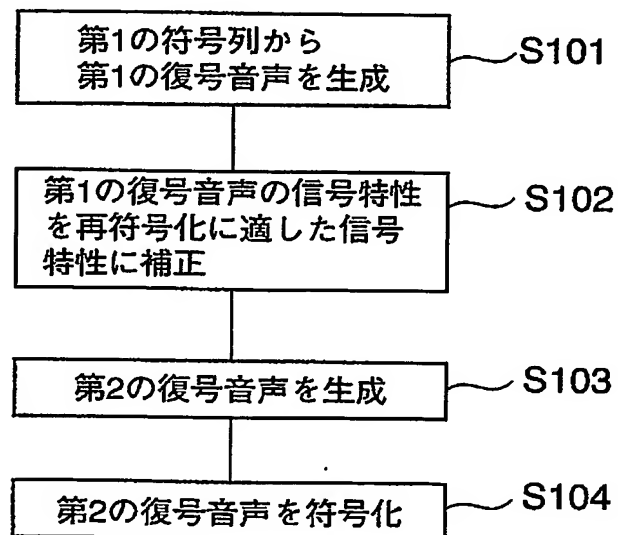 第1の符号列から
第1の復号音声を生成
S101
第1の復号音声の信号特性
を再符号化に適した信号
特性に補正
S102
第2の復号音声を生成
S103
第2の復号音声を符号化
S104